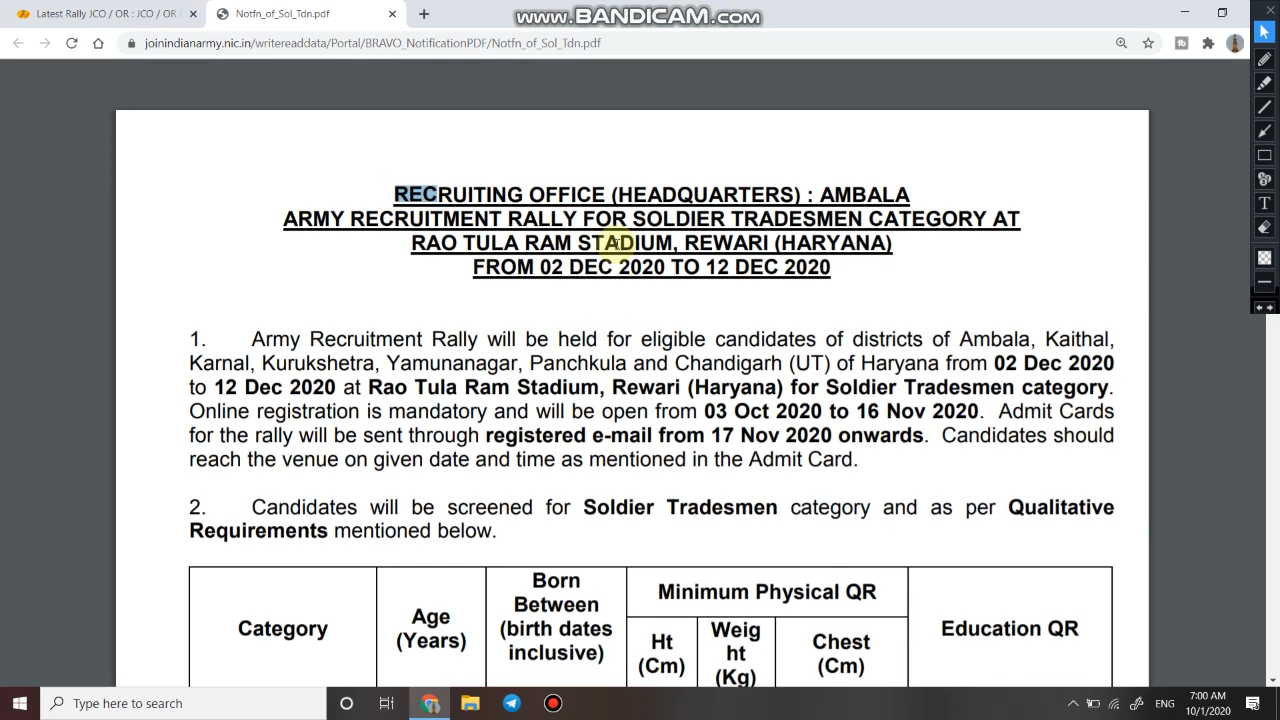 Latest Rally JCO / OR : JCO / OR
Notfn_of_Sol_Tdn.pdf
www.BANDICAM.com
joinindianarmy.nic.in/writereaddata/Portal/BRAVO_NotificationPDF/Notfn_of_Sol_Tdn.pdf
RECRUITING OFFICE (HEADQUARTERS) : AMBALA
ARMY RECRUITMENT RALLY FOR SOLDIER TRADESMEN CATEGORY AT
RAO TULA RAM STADIUM, REWARI (HARYANA)
FROM 02 DEC 2020 TO 12 DEC 2020
1. Army Recruitment Rally will be held for eligible candidates of districts of Ambala, Kaithal,
Karnal, Kurukshetra, Yamunanagar, Panchkula and Chandigarh (UT) of Haryana from 02 Dec 2020
to 12 Dec 2020 at Rao Tula Ram Stadium, Rewari (Haryana) for Soldier Tradesmen category.
Online registration is mandatory and will be open from 03 Oct 2020 to 16 Nov 2020. Admit Cards
for the rally will be sent through registered e-mail from 17 Nov 2020 onwards. Candidates should
reach the venue on given date and time as mentioned in the Admit Card.
2. Candidates will be screened for Soldier Tradesmen category and as per Qualitative
Requirements mentioned below.
Category
Age
(Years)
Born
Between
(birth dates
inclusive)
Minimum Physical QR
Ht
(Cm)
Weig
ht
(Kg)
Chest
(Cm)
Education QR
Type here to search
ENG
7:00 AM
10/1/2020